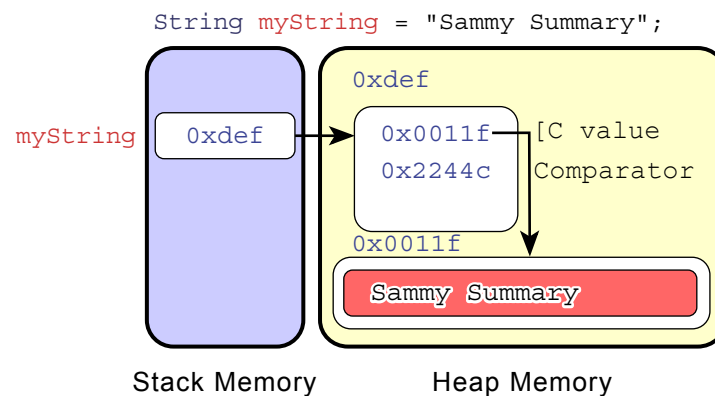 String myString = "Sammy Summary";
0xdef
myString 0xdef 0x0011f [C value
0x2244c Comparator
0x0011f
Sammy Summary
Stack Memory Heap Memory